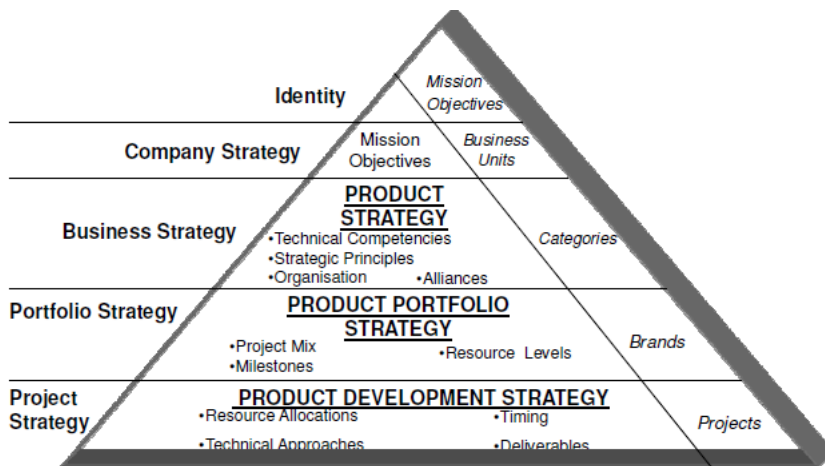 Identity
Mission
Objectives
Company Strategy
Mission
Objectives
Business
Units
Business Strategy
PRODUCT
STRATEGY
•Technical Competencies
•Strategic Principles
•Organisation •Alliances
Categories
Portfolio Strategy
PRODUCT PORTFOLIO
STRATEGY
•Project Mix
•Milestones
•Resource Levels
Brands
Project
Strategy
PRODUCT DEVELOPMENT STRATEGY
•Resource Allocations •Timing
•Technical Approaches •Deliverables
Projects